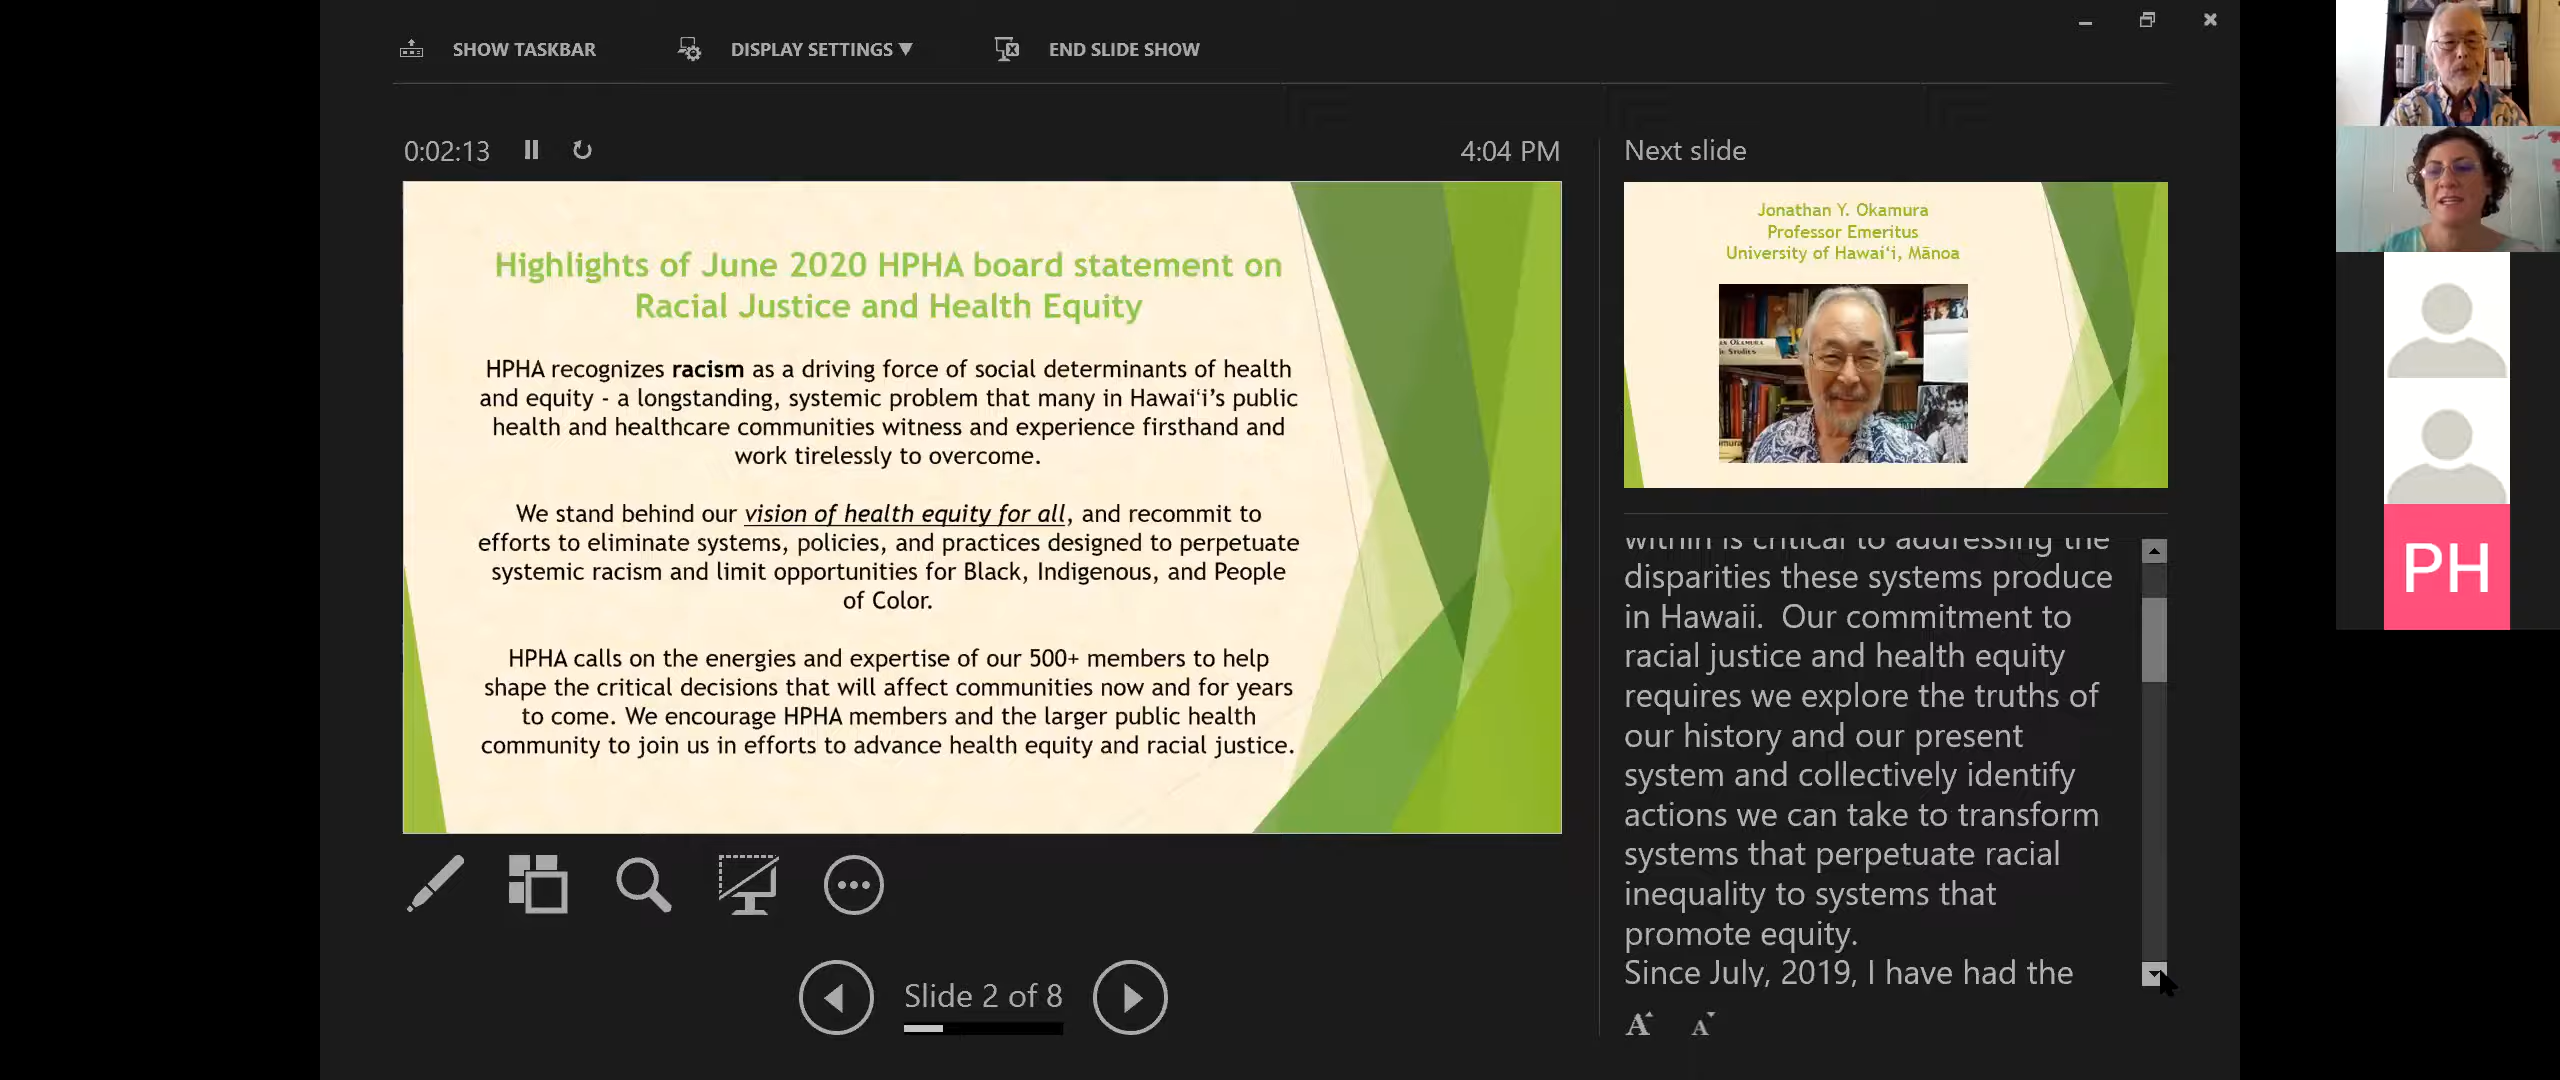 SHOW TASKBAR
DISPLAY SETTINGS ▼
END SLIDE SHOW
0:02:13
4:04 PM
Highlights of June 2020 HPHA board statement on
Racial Justice and Health Equity
HPHA recognizes racism as a driving force of social determinants of health
and equity - a longstanding, systemic problem that many in Hawaiʻi’s public
health and healthcare communities witness and experience firsthand and
work tirelessly to overcome.
We stand behind our vision of health equity for all, and recommit to
efforts to eliminate systems, policies, and practices designed to perpetuate
systemic racism and limit opportunities for Black, Indigenous, and People
of Color.
HPHA calls on the energies and expertise of our 500+ members to help
shape the critical decisions that will affect communities now and for years
to come. We encourage HPHA members and the larger public health
community to join us in efforts to advance health equity and racial justice.
Slide 2 of 8
Next slide
Jonathan Y. Okamura
Professor Emeritus
University of Hawaiʻi, Mānoa
OKAMURA
Studies
within is critical to addressing the
disparities these systems produce
in Hawaii.  Our commitment to
racial justice and health equity
requires we explore the truths of
our history and our present
system and collectively identify
actions we can take to transform
systems that perpetuate racial
inequality to systems that
promote equity.
Since July, 2019, I have had the
A A
PH